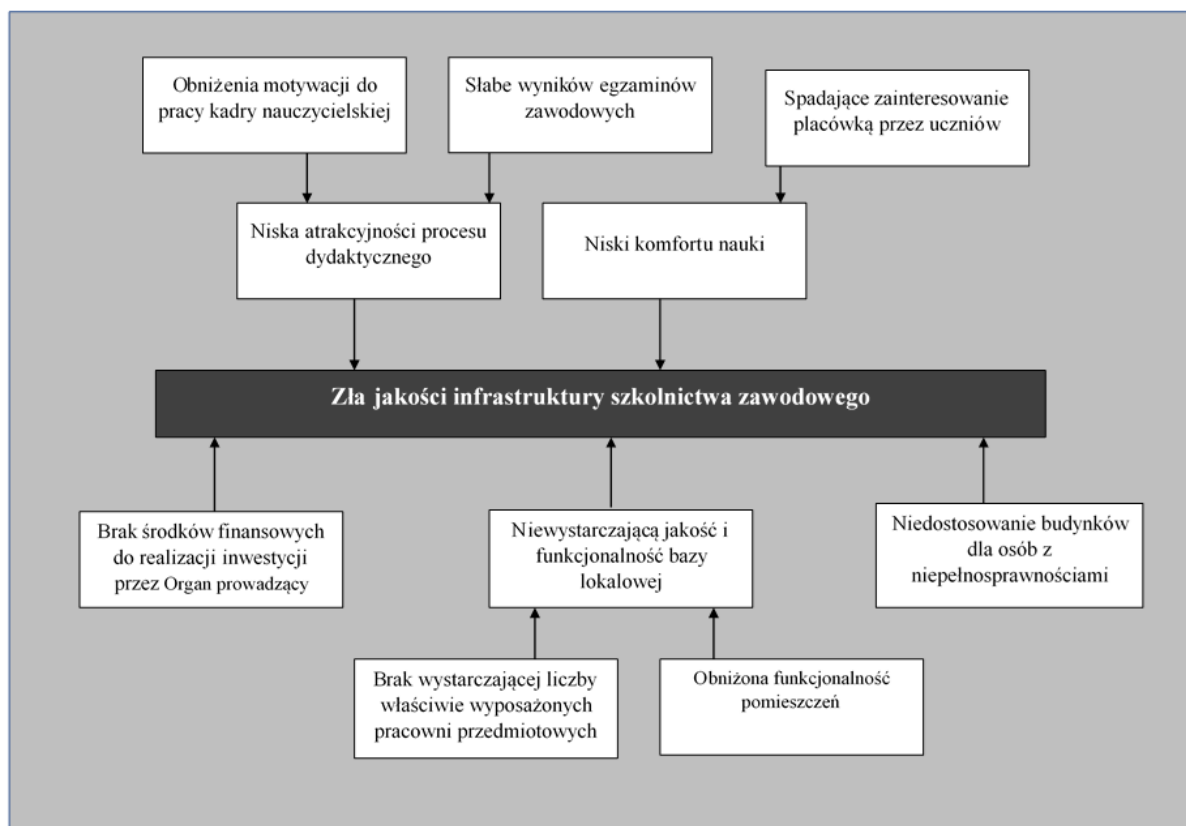 Obniżenia motywacji do
pracy kadry nauczycielskiej
Słabe wyników egzaminów
zawodowych
Spadające zainteresowanie
placówką przez uczniów
Niska atrakcyjności procesu
dydaktycznego
Niski komfortu nauki
Zła jakości infrastruktury szkolnictwa zawodowego
Brak środków finansowych
do realizacji inwestycji
przez Organ prowadzący
Niewystarczającą jakość i
funkcjonalność bazy
lokalowej
Niedostosowanie budynków
dla osób z
niepełnosprawnościami
Brak wystarczającej liczby
właściwie wyposażonych
pracowni przedmiotowych
Obniżona funkcjonalność
pomieszczeń